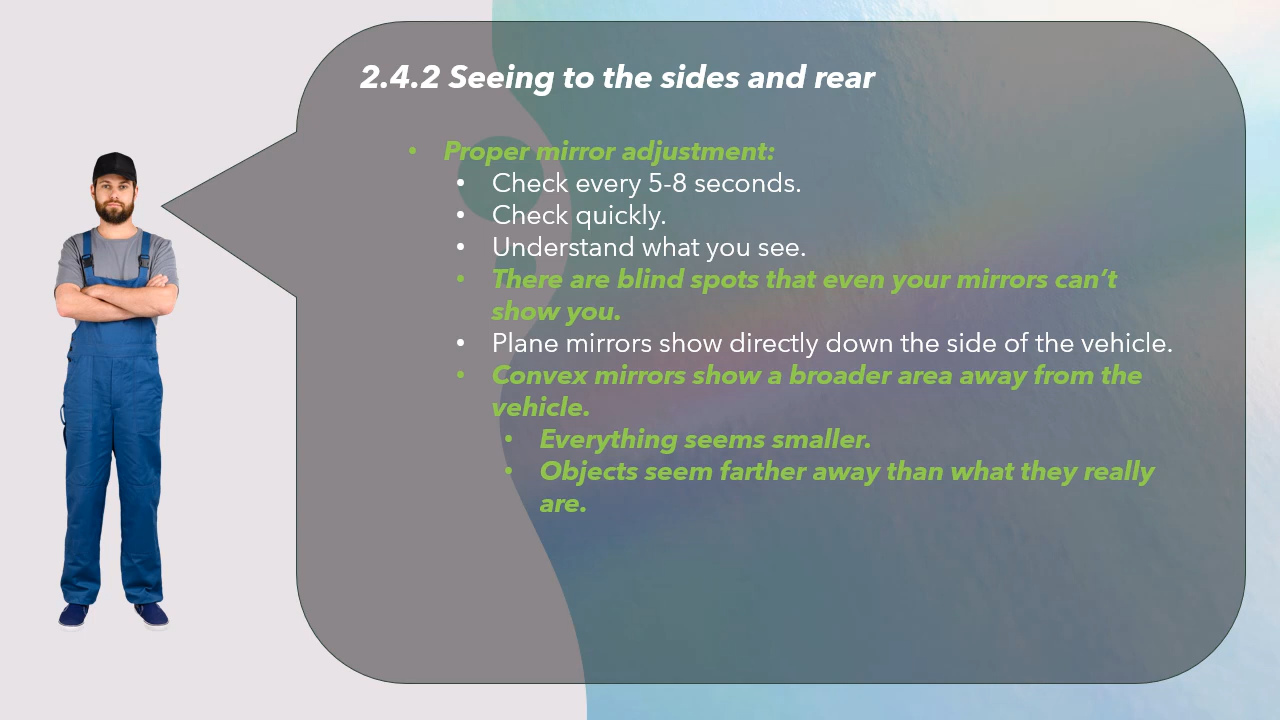 2.4.2 Seeing to the sides and rear
• Proper mirror adjustment:
• Check every 5-8 seconds.
• Check quickly.
• Understand what you see.
• There are blind spots that even your mirrors can’t
show you.
• Plane mirrors show directly down the side of the vehicle.
• Convex mirrors show a broader area away from the
vehicle.
• Everything seems smaller.
• Objects seem farther away than what they really
are.